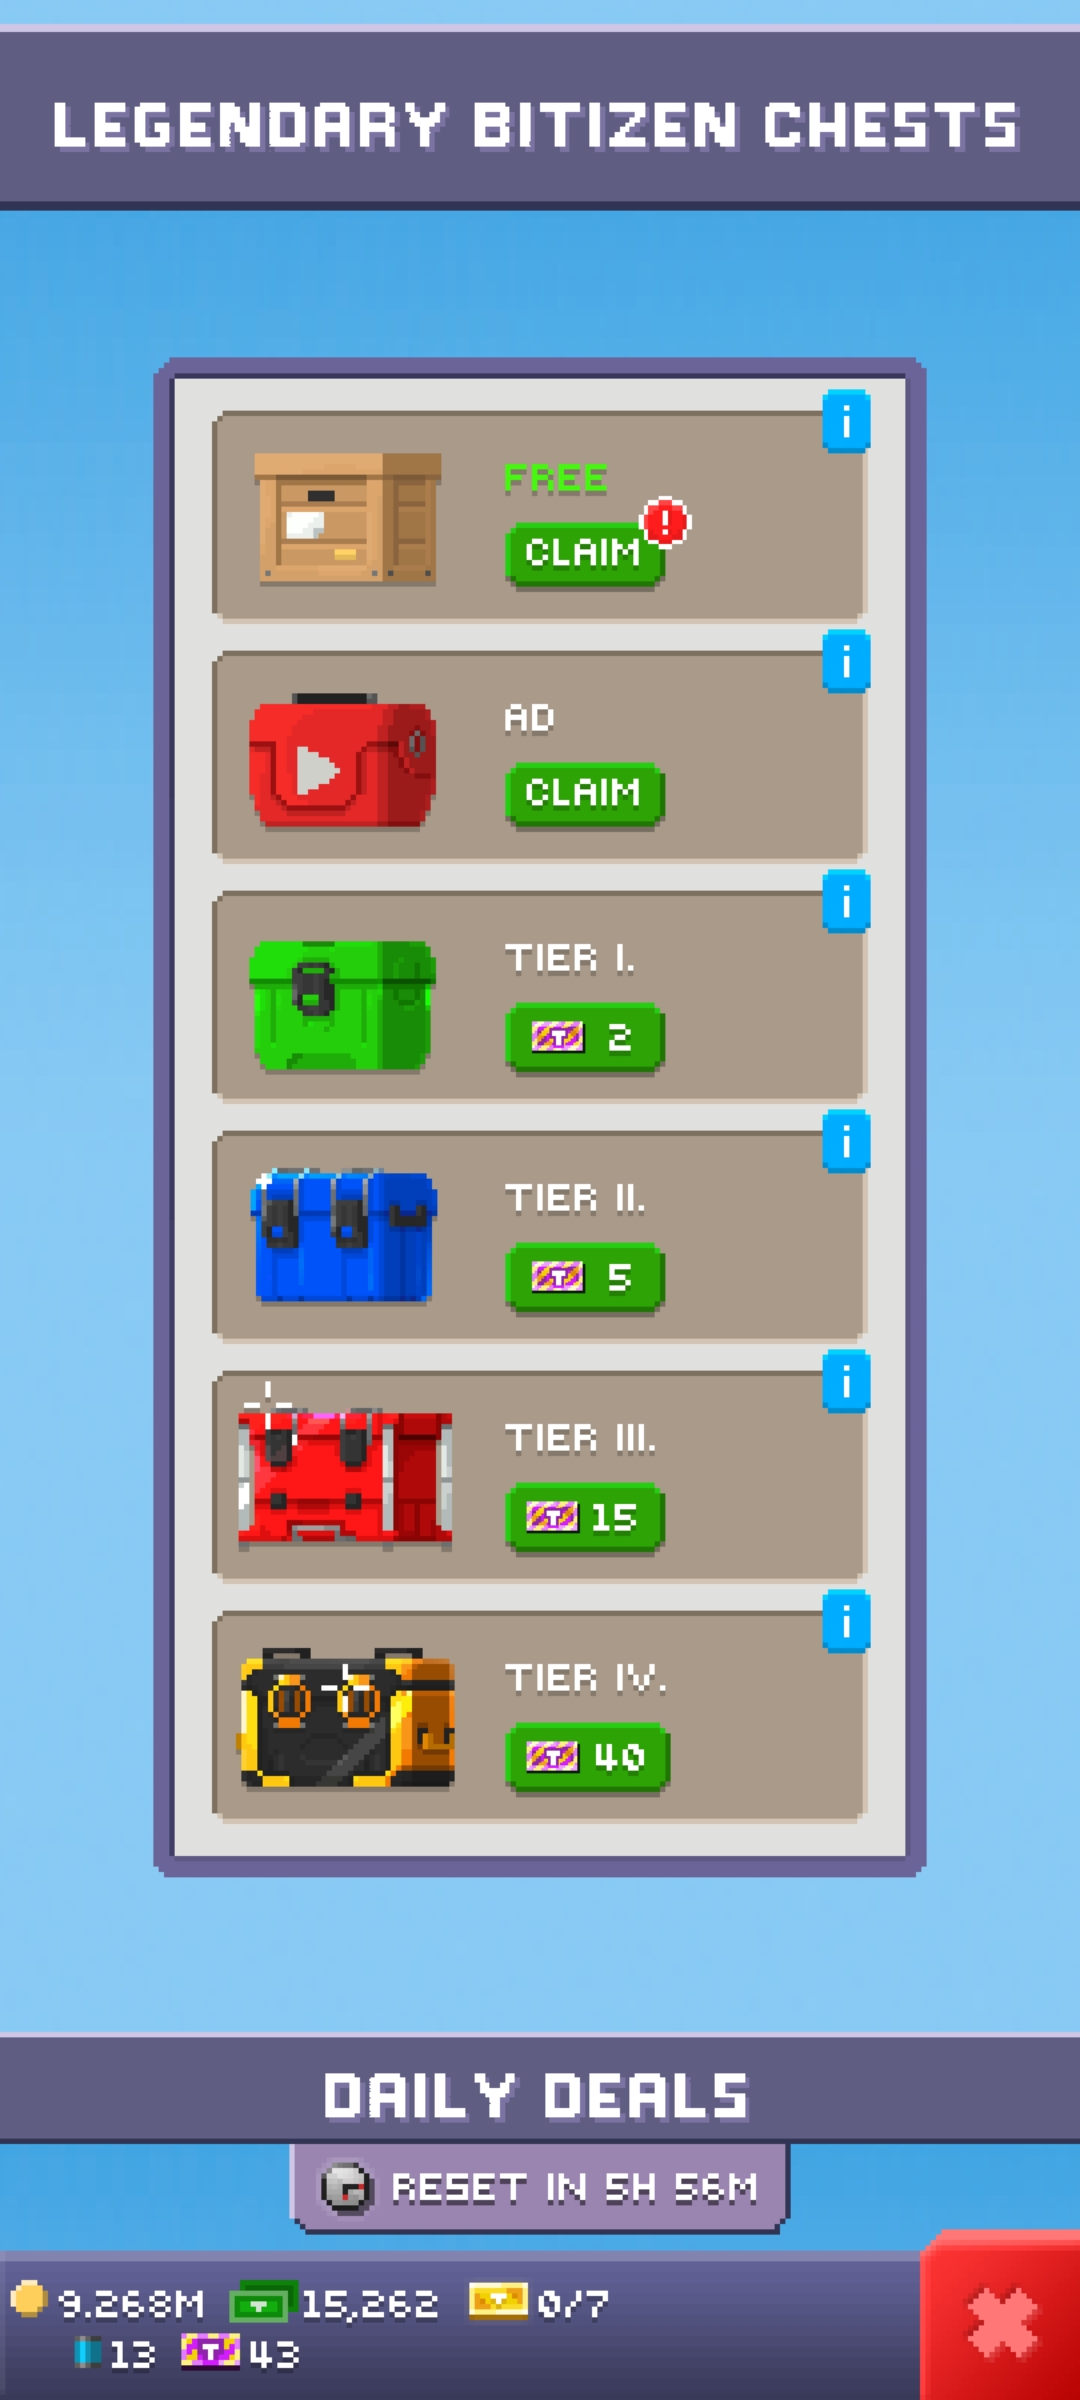 LEGENDARY BITIZEN CHESTS
i
FREE
!
CLAIM
i
AD
CLAIM
i
TIER I.
T 2
i
TIER II.
T 5
i
TIER III.
T 15
i
TIER IV.
T 40
DAILY DEALS
RESET IN 5H 56M
9.268M 15,262 0/7
13 T 43